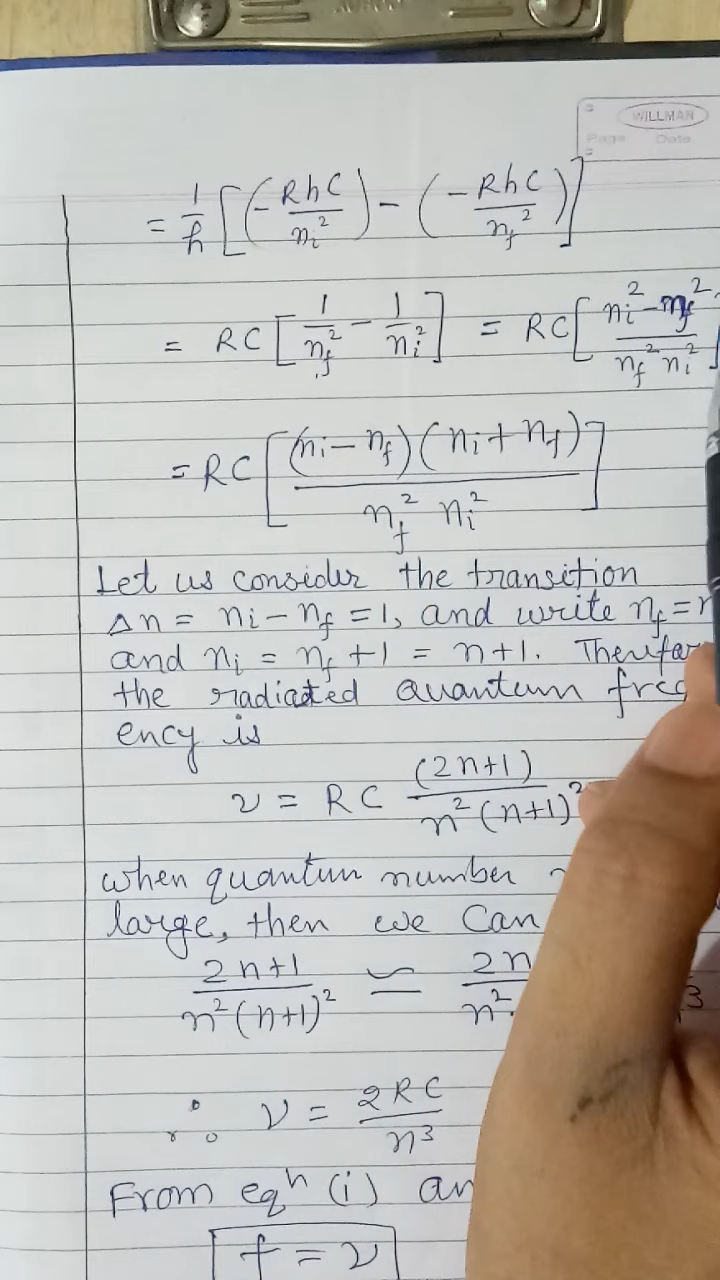 WILLMAN
Page Date
= 1/h [(-RhC/ni²) - (-RhC/nf²)]
= RC [1/nf² - 1/ni²] = RC [ni² - nf²/nf² ni²]
= RC [(ni - nf) (ni + nf)/nf² ni²]
Let us consider the transition
Δn = ni - nf = 1, and write nf =
and ni = nf + 1 = n+1.
the radiated quantum
ency is
ν = RC (2n+1)/n² (n+1)²
when quantum number
large, then we can
2n+1/n² (n+1)² ≃ 2n/n².
∴ ν = 2RC/n³
From eqⁿ (i)
f = ν